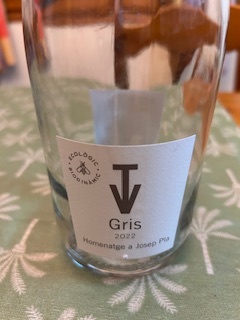 ECOLÒGIC
BIODINÀMIC
TV
Gris
2022
Homenatge a Josep Pla